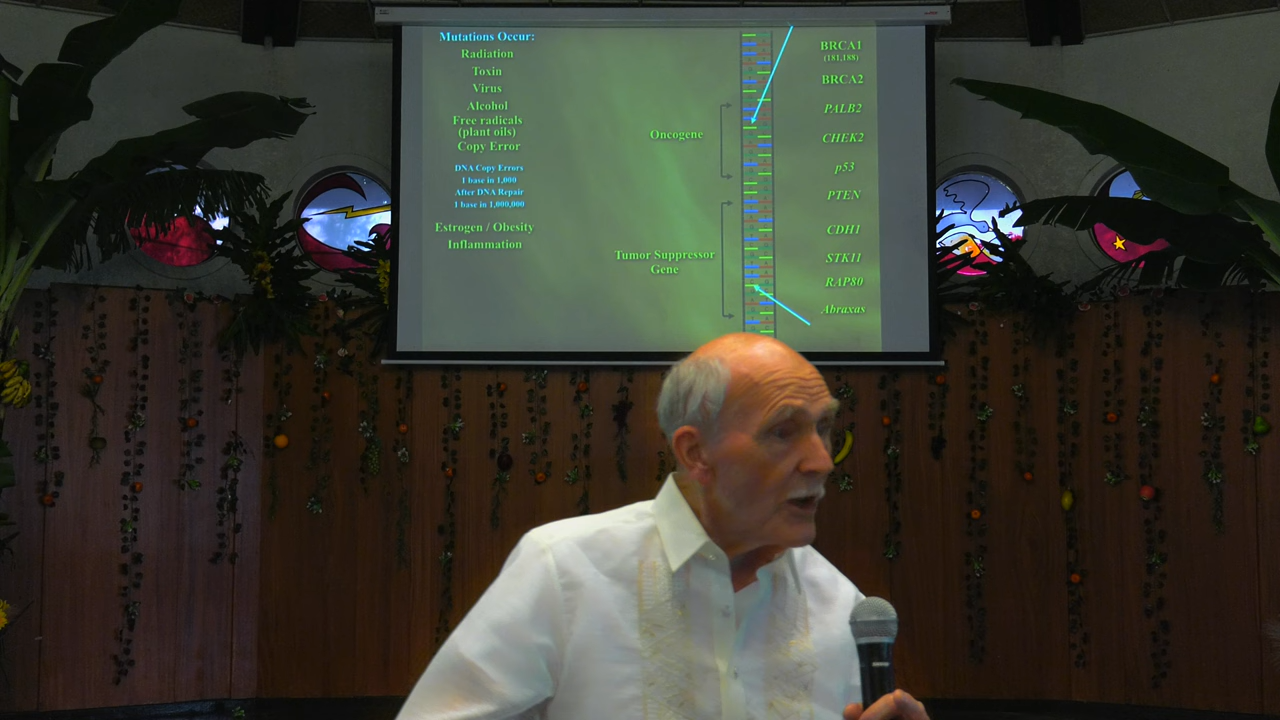 Mutations Occur:
Radiation
Toxin
Virus
Alcohol
Free radicals
(plant oils)
Copy Error
DNA Copy Errors
1 base in 1,000
After DNA Repair
1 base in 1,000,000
Estrogen / Obesity
Inflammation
Oncogene
Tumor Suppressor
Gene
BRCA1
(181,188)
BRCA2
PALB2
CHEK2
p53
PTEN
CDH1
STK11
RAP80
Abraxas